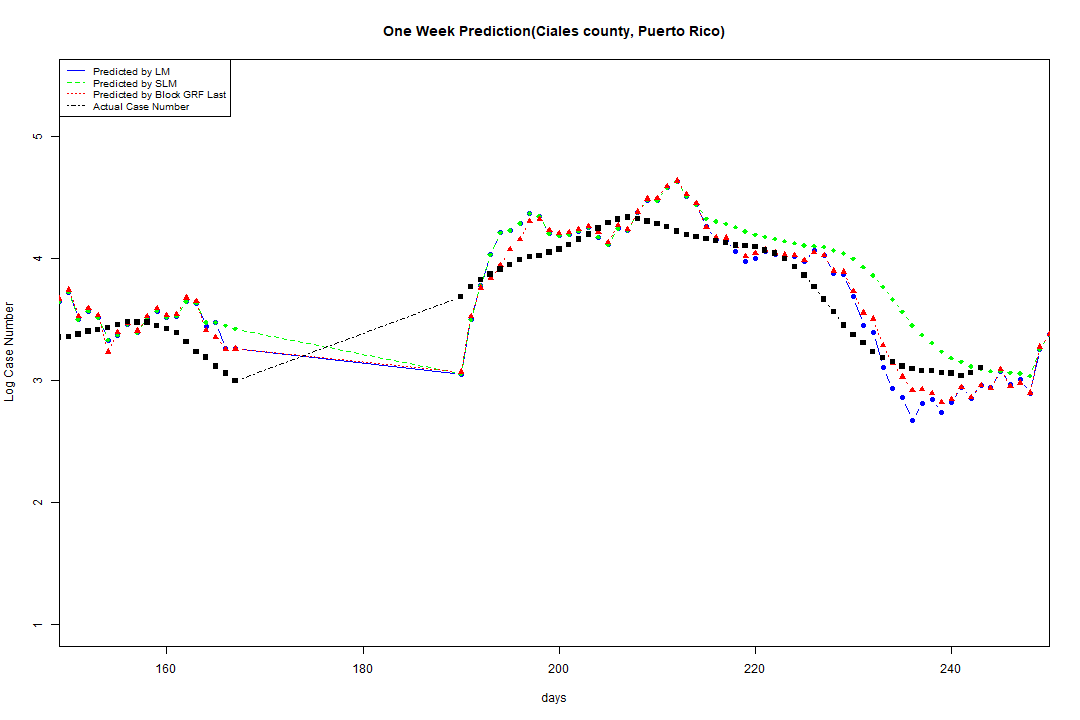 One Week Prediction(Ciales county, Puerto Rico)
Predicted by LM
Predicted by SLM
Predicted by Block GRF Last
Actual Case Number
5
4
3
2
1
Log Case Number
160 180 200 220 240
days